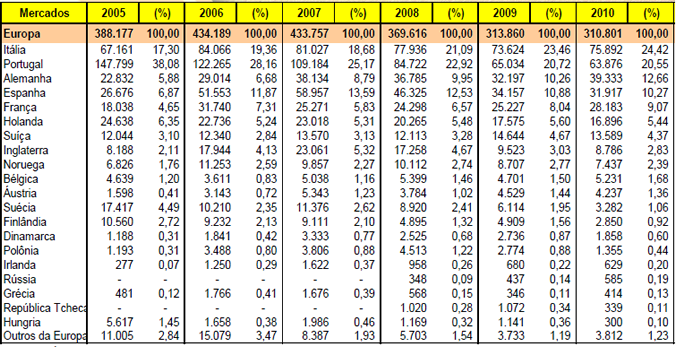 Mercados 2005 (%) 2006 (%) 2007 (%) 2008 (%) 2009 (%) 2010 (%)
Europa 388.177 100,00 434.189 100,00 433.757 100,00 369.616 100,00 313.860 100,00 310.801 100,00
Itália 67.161 17,30 84.066 19,36 81.027 18,68 77.936 21,09 73.624 23,46 75.892 24,42
Portugal 147.799 38,08 122.265 28,16 109.184 25,17 84.722 22,92 65.034 20,72 63.876 20,55
Alemanha 22.832 5,88 29.014 6,68 38.134 8,79 36.785 9,95 32.197 10,26 39.333 12,66
Espanha 26.676 6,87 51.553 11,87 58.957 13,59 46.325 12,53 34.157 10,88 31.917 10,27
França 18.038 4,65 31.740 7,31 25.271 5,83 24.298 6,57 25.227 8,04 28.183 9,07
Holanda 24.638 6,35 22.736 5,24 23.018 5,31 20.265 5,48 17.575 5,60 16.896 5,44
Suíça 12.044 3,10 12.340 2,84 13.570 3,13 12.113 3,28 14.644 4,67 13.589 4,37
Inglaterra 8.188 2,11 17.944 4,13 23.061 5,32 17.258 4,67 9.523 3,03 8.786 2,83
Noruega 6.826 1,76 11.253 2,59 9.857 2,27 10.112 2,74 8.707 2,77 7.437 2,39
Bélgica 4.639 1,20 3.611 0,83 5.038 1,16 5.399 1,46 4.701 1,50 5.231 1,68
Áustria 1.598 0,41 3.143 0,72 5.343 1,23 3.784 1,02 4.529 1,44 4.237 1,36
Suécia 17.417 4,49 10.210 2,35 11.376 2,62 8.920 2,41 6.114 1,95 3.282 1,06
Finlândia 10.560 2,72 9.232 2,13 9.111 2,10 4.895 1,32 4.909 1,56 2.850 0,92
Dinamarca 1.188 0,31 1.841 0,42 3.333 0,77 2.525 0,68 2.736 0,87 1.858 0,60
Polônia 1.193 0,31 3.488 0,80 3.806 0,88 4.513 1,22 2.774 0,88 1.355 0,44
Irlanda 277 0,07 1.250 0,29 1.622 0,37 958 0,26 680 0,22 629 0,20
Rússia - - - - - - 348 0,09 437 0,14 585 0,19
Grécia 481 0,12 1.766 0,41 1.676 0,39 568 0,15 346 0,11 414 0,13
República Tcheca - - - - - - 1.020 0,28 1.072 0,34 339 0,11
Hungria 5.617 1,45 1.658 0,38 1.986 0,46 1.169 0,32 1.141 0,36 300 0,10
Outros da Europa 11.005 2,84 15.079 3,47 8.387 1,93 5.703 1,54 3.733 1,19 3.812 1,23